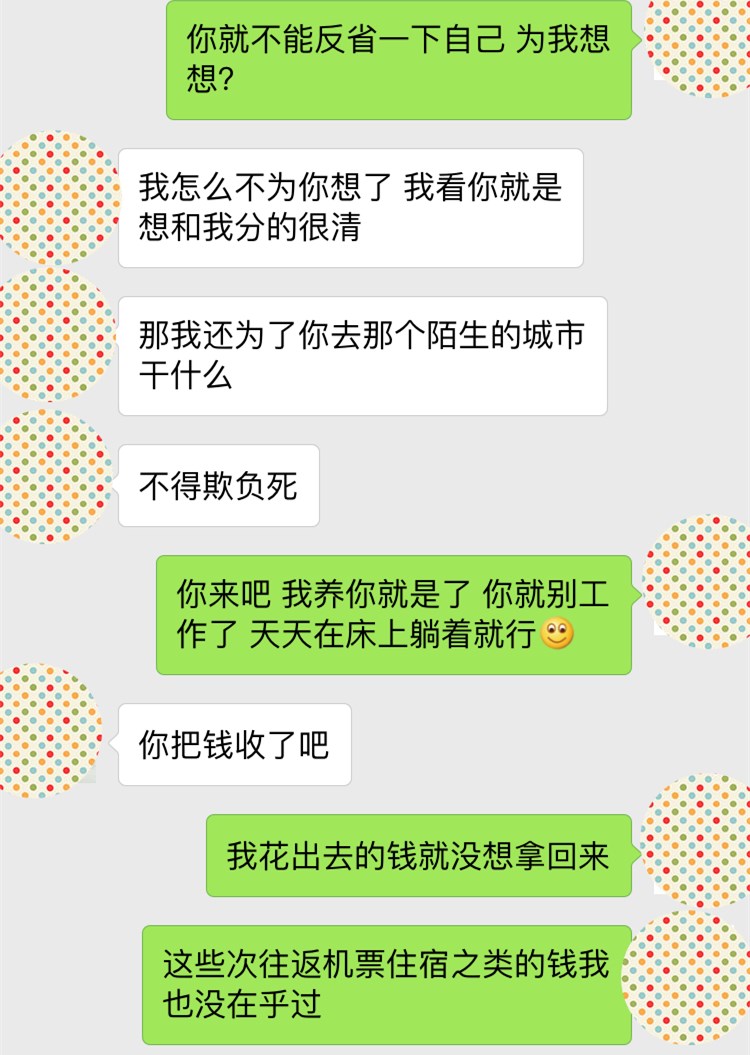 你就不能反省一下自己 为我想
想?
我怎么不为你想了 我看你就是
想和我分的很清
那我还为了你去那个陌生的城市
干什么
不得欺负死
你来吧 我养你就是了 你就别工
作了 天天在床上躺着就行
你把钱收了吧
我花出去的钱就没想拿回来
这些次往返机票住宿之类的钱我
也没在乎过